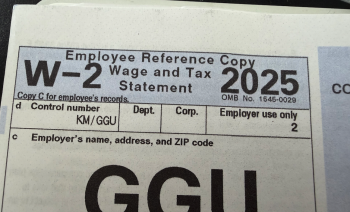 Employee Reference Copy
W-2 Wage and Tax 2025
Statement
Copy C for employee's records.
OMB No. 1545-0029
d Control number Dept. Corp. Employer use only
KM/GGU 2
c Employer's name, address, and ZIP code
GGU
CO